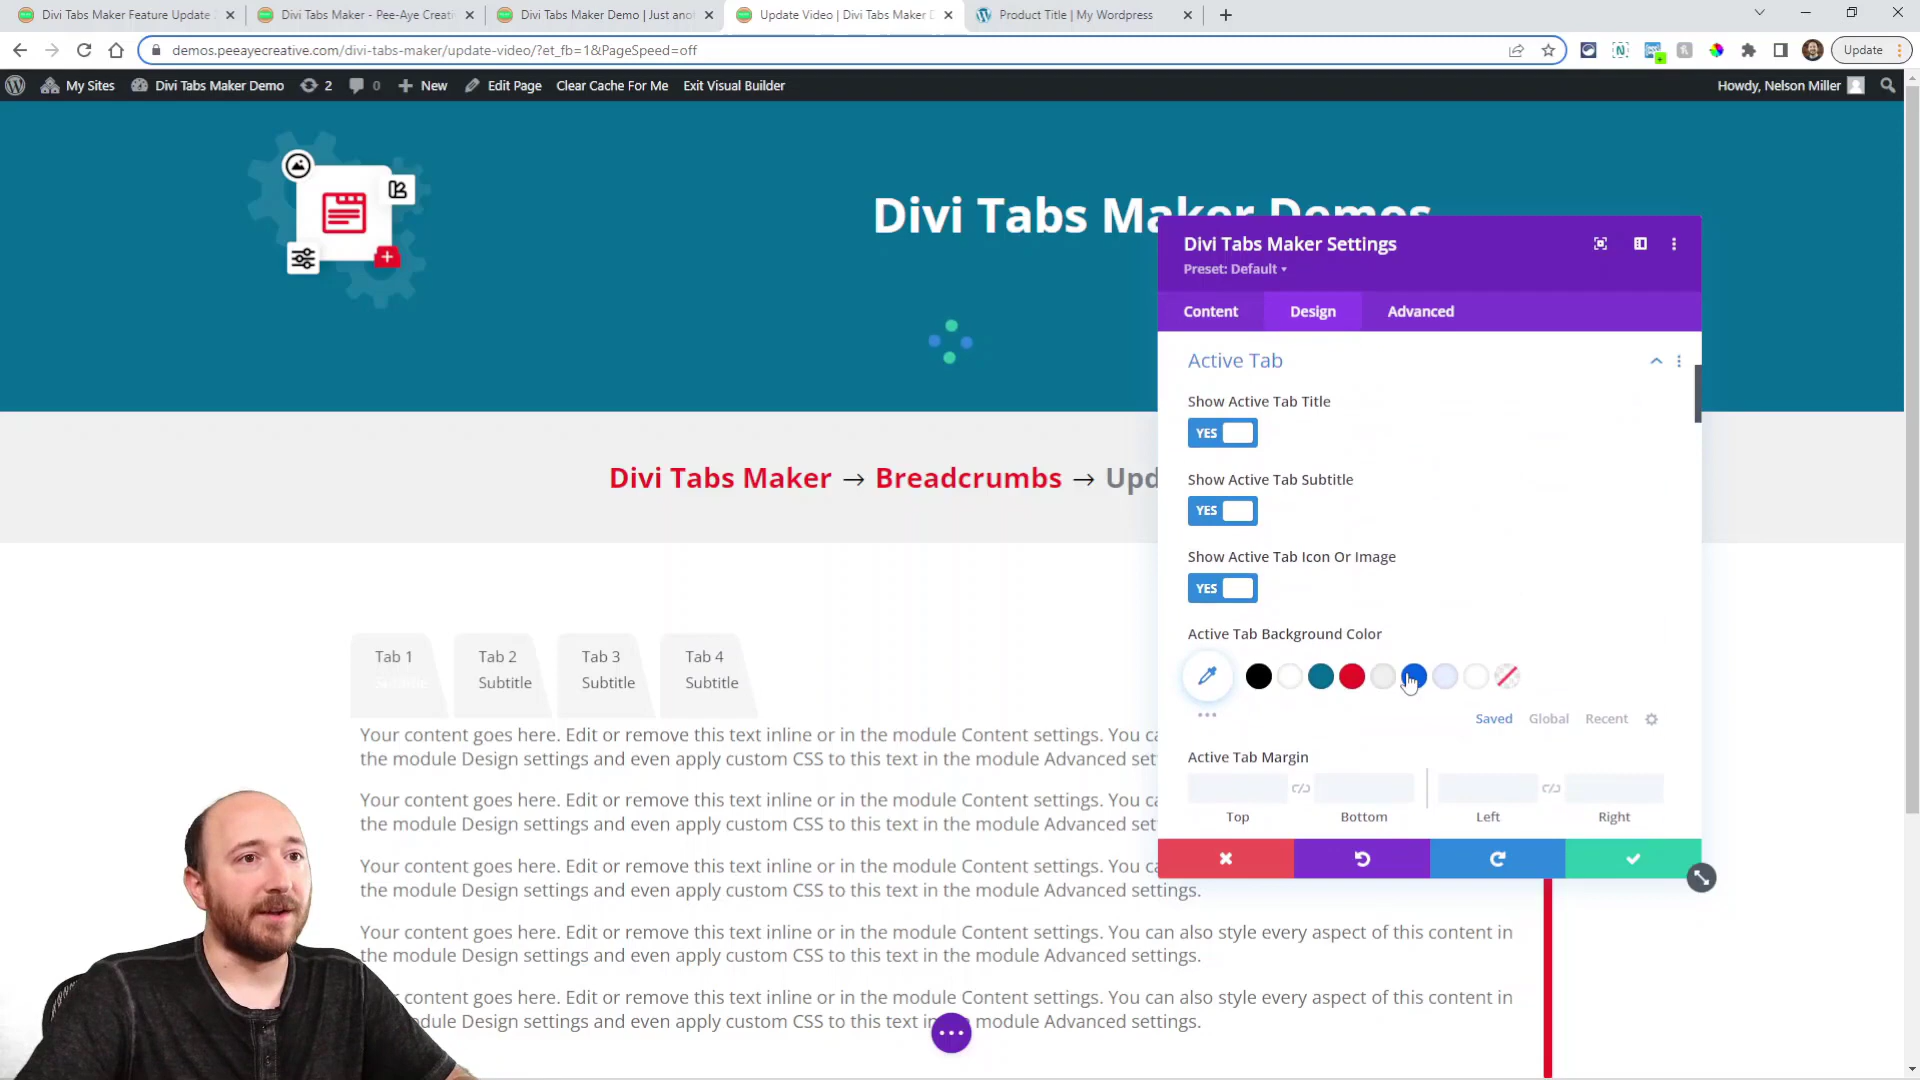 Divi Tabs Maker Feature Update
Divi Tabs Maker - Pee-Aye Creati
Divi Tabs Maker Demo | Just ano
Update Video | Divi Tabs Maker D
Product Title | My Wordpress
demos.peeayecreative.com/divi-tabs-maker/update-video/?et_fb=1&PageSpeed=off
Update
My Sites
Divi Tabs Maker Demo
2
0
New
Edit Page
Clear Cache For Me
Exit Visual Builder
Howdy, Nelson Miller
Divi Tabs Maker Demos
Divi Tabs Maker → Breadcrumbs → Upd
Tab 1
Subtitle
Tab 2
Subtitle
Tab 3
Subtitle
Tab 4
Subtitle
Your content goes here. Edit or remove this text inline or in the module Content settings. You ca
the module Design settings and even apply custom CSS to this text in the module Advanced set
Your content goes here. Edit or remove this text inline or in the module Content settings. You ca
the module Design settings and even apply custom CSS to this text in the module Advanced set
Your content goes here. Edit or remove this text inline or in the module Content settings. You ca
the module Design settings and even apply custom CSS to this text in the module Advanced settings.
Your content goes here. Edit or remove this text inline or in the module Content settings. You can also style every aspect of this content in
the module Design settings and even apply custom CSS to this text in the module Advanced settings.
content goes here. Edit or remove this text inline or in the module Content settings. You can also style every aspect of this content in
dule Design settings and even apply custom CSS to this text in module Advanced settings.
Divi Tabs Maker Settings
Preset: Default
Content
Design
Advanced
Active Tab
Show Active Tab Title
YES
Show Active Tab Subtitle
YES
Show Active Tab Icon Or Image
YES
Active Tab Background Color
Saved
Global
Recent
Active Tab Margin
Top
Bottom
Left
Right